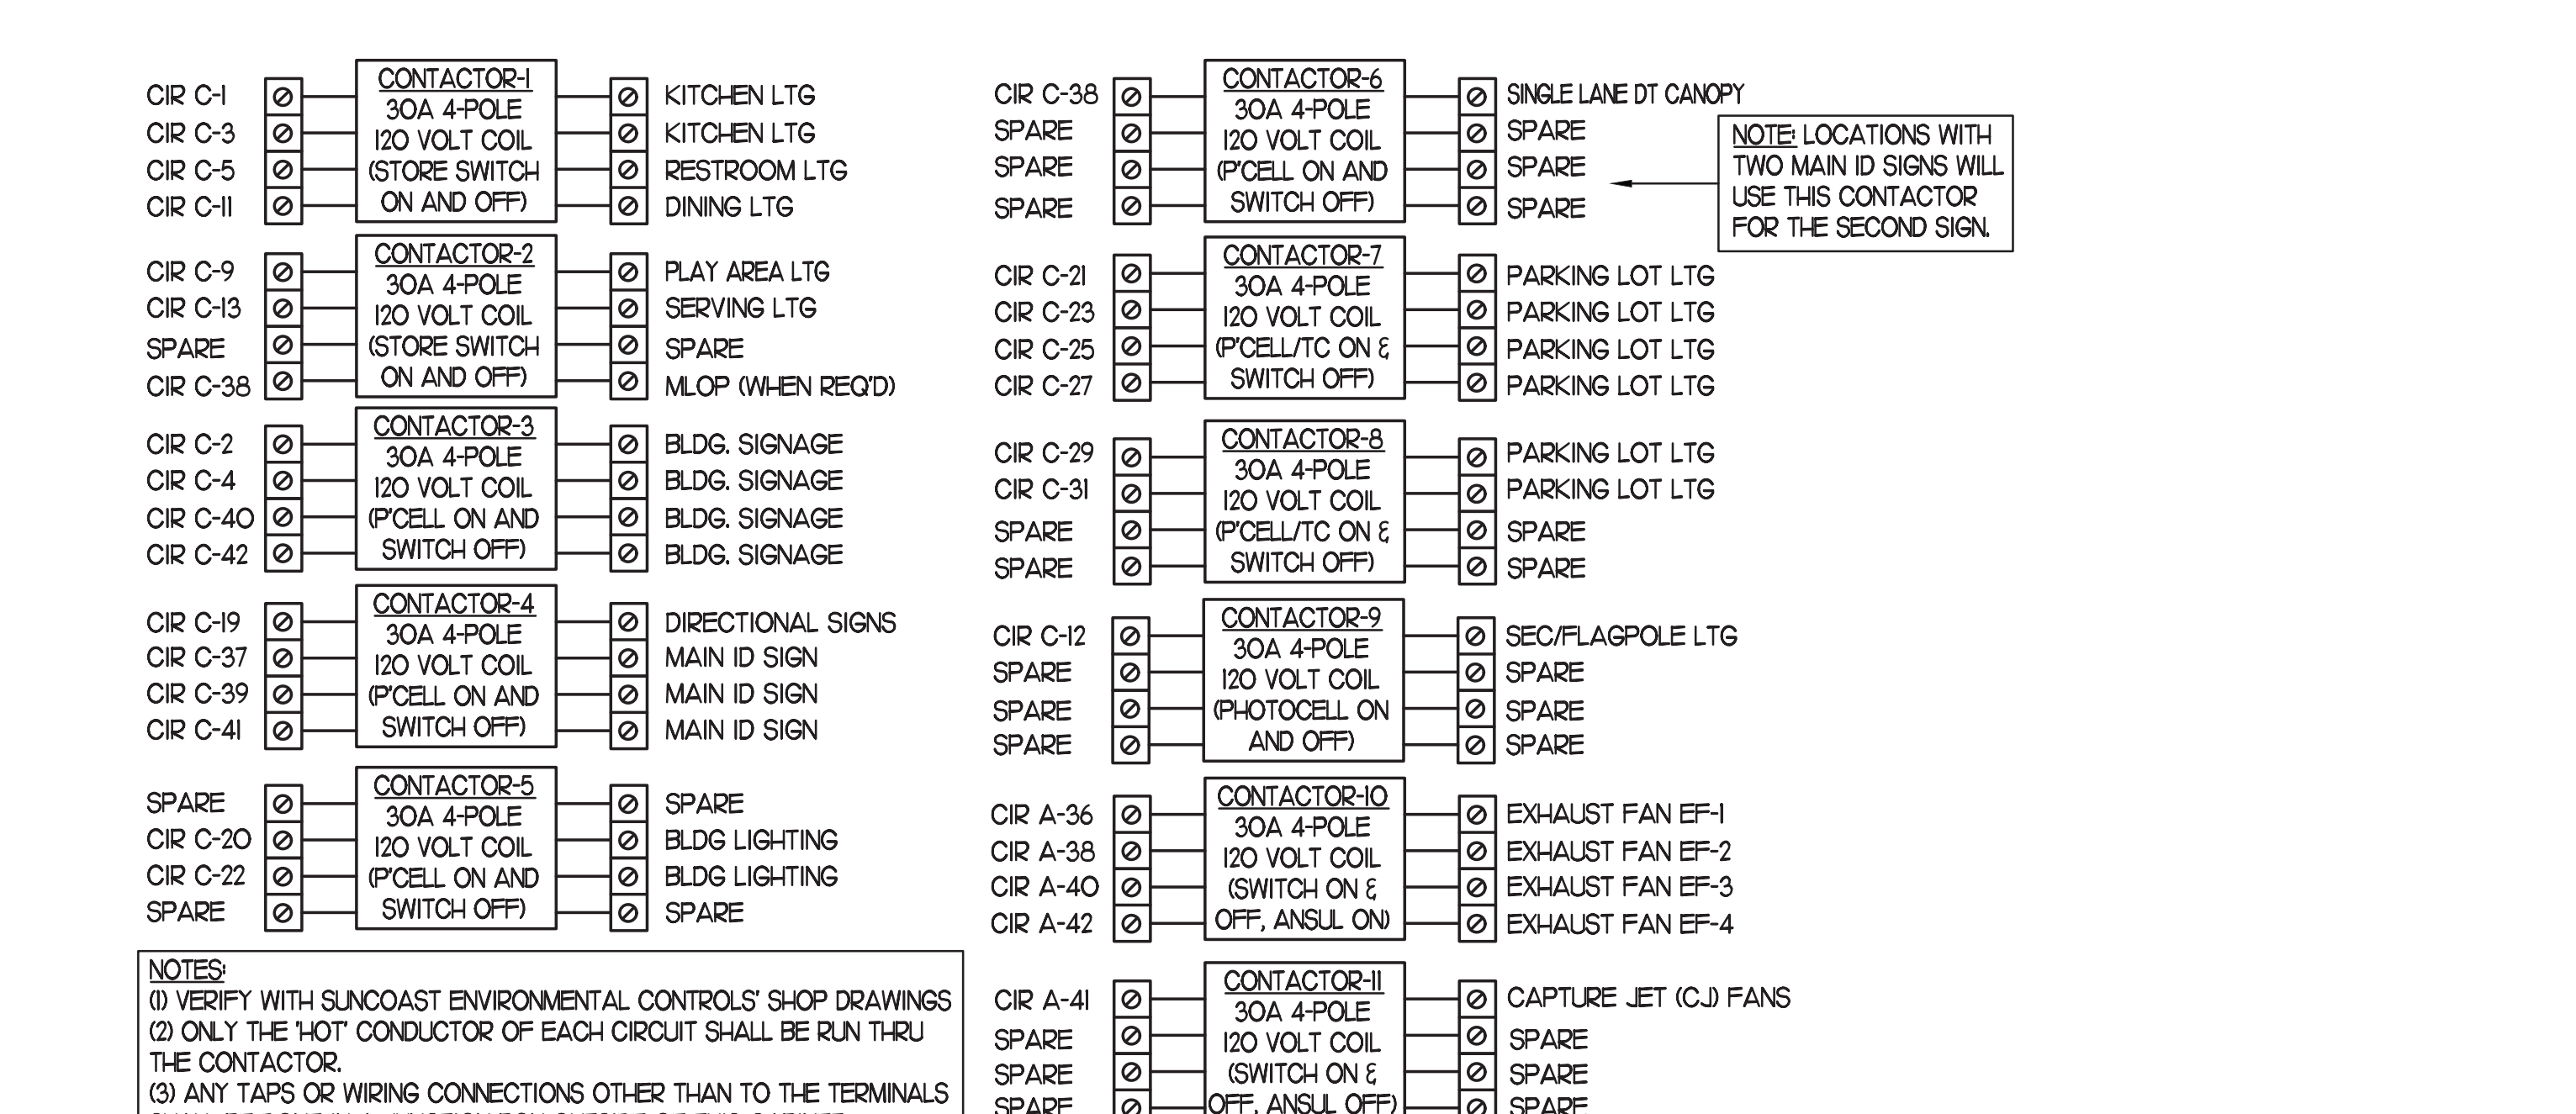 CONTACTOR-1
CIR C-1 KITCHEN LTG
30A 4-POLE
CIR C-3 KITCHEN LTG
120 VOLT COIL
CIR C-5 (STORE SWITCH RESTROOM LTG
CIR C-11 ON AND OFF) DINING LTG
CONTACTOR-2
CIR C-9 PLAY AREA LTG
30A 4-POLE
CIR C-13 120 VOLT COIL SERVING LTG
SPARE (STORE SWITCH SPARE
CIR C-38 ON AND OFF) MLOP (WHEN REQ'D)
CONTACTOR-3
CIR C-2 BLDG. SIGNAGE
30A 4-POLE
CIR C-4 120 VOLT COIL BLDG. SIGNAGE
CIR C-40 (P'CELL ON AND BLDG. SIGNAGE
CIR C-42 SWITCH OFF) BLDG. SIGNAGE
CONTACTOR-4
CIR C-19 DIRECTIONAL SIGNS
30A 4-POLE
CIR C-37 120 VOLT COIL MAIN ID SIGN
CIR C-39 (P'CELL ON AND MAIN ID SIGN
CIR C-41 SWITCH OFF) MAIN ID SIGN
CONTACTOR-5
SPARE SPARE
30A 4-POLE
CIR C-20 120 VOLT COIL BLDG LIGHTING
CIR C-22 (P'CELL ON AND BLDG LIGHTING
SPARE SWITCH OFF) SPARE
NOTES:
(1) VERIFY WITH SUNCOAST ENVIRONMENTAL CONTROLS' SHOP DRAWINGS
(2) ONLY THE 'HOT' CONDUCTOR OF EACH CIRCUIT SHALL BE RUN THRU
THE CONTACTOR.
(3) ANY TAPS OR WIRING CONNECTIONS OTHER THAN TO THE TERMINALS
CONTACTOR-6
CIR C-38 SINGLE LANE DT CANOPY
30A 4-POLE
SPARE 120 VOLT COIL SPARE
SPARE (P'CELL ON AND SPARE
SPARE SWITCH OFF) SPARE
NOTE: LOCATIONS WITH
TWO MAIN ID SIGNS WILL
USE THIS CONTACTOR
FOR THE SECOND SIGN.
CONTACTOR-7
CIR C-21 PARKING LOT LTG
30A 4-POLE
CIR C-23 120 VOLT COIL PARKING LOT LTG
CIR C-25 (P'CELL/TC ON & PARKING LOT LTG
CIR C-27 SWITCH OFF) PARKING LOT LTG
CONTACTOR-8
CIR C-29 PARKING LOT LTG
30A 4-POLE
CIR C-31 120 VOLT COIL PARKING LOT LTG
SPARE (P'CELL/TC ON & SPARE
SPARE SWITCH OFF) SPARE
CONTACTOR-9
CIR C-12 SEC/FLAGPOLE LTG
30A 4-POLE
SPARE 120 VOLT COIL SPARE
SPARE (PHOTOCELL ON SPARE
SPARE AND OFF) SPARE
CONTACTOR-10
CIR A-36 EXHAUST FAN EF-1
30A 4-POLE
CIR A-38 120 VOLT COIL EXHAUST FAN EF-2
CIR A-40 (SWITCH ON & EXHAUST FAN EF-3
CIR A-42 OFF, ANSUL ON) EXHAUST FAN EF-4
CONTACTOR-11
CIR A-41 CAPTURE JET (CJ) FANS
30A 4-POLE
SPARE 120 VOLT COIL SPARE
SPARE (SWITCH ON & SPARE
SPARE OFF, ANSUL OFF) SPARE